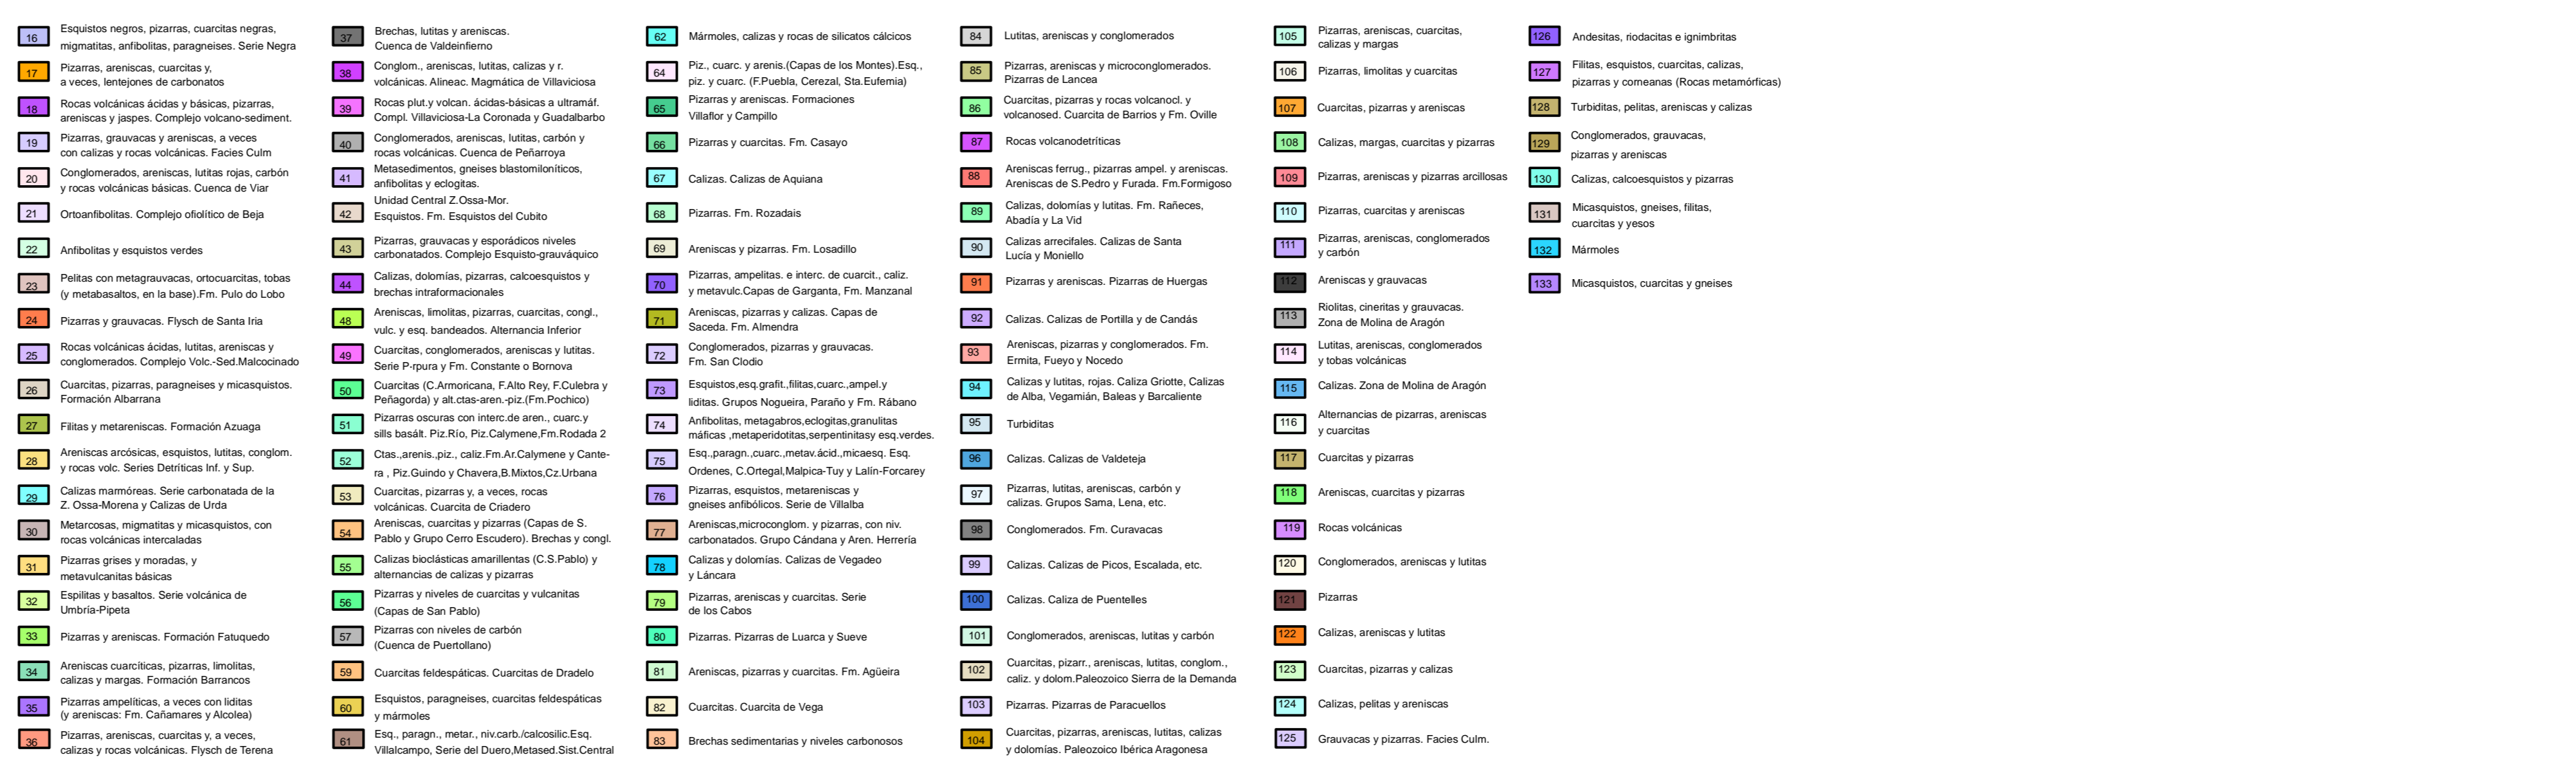 16
Esquistos negros, pizarras, cuarcitas negras,
migmatitas, anfibolitas, paragneises. Serie Negra
17
Pizarras, areniscas, cuarcitas y,
a veces, lentejones de carbonatos
18
Rocas volcánicas ácidas y básicas, pizarras,
areniscas y jaspes. Complejo volcano-sediment.
19
Pizarras, grauvacas y areniscas, a veces
con calizas y rocas volcánicas. Facies Culm
20
Conglomerados, areniscas, lutitas rojas, carbón
y rocas volcánicas básicas. Cuenca de Viar
21
Ortoanfibolitas. Complejo ofiolítico de Beja
22
Anfibolitas y esquistos verdes
23
Pelitas con metagrauvacas, ortocuarcitas, tobas
(y metabasaltos, en la base).Fm. Pulo do Lobo
24
Pizarras y grauvacas. Flysch de Santa Iria
25
Rocas volcánicas ácidas, lutitas, areniscas y
conglomerados. Complejo Volc.-Sed.Malcocinado
26
Cuarcitas, pizarras, paragneises y micasquistos.
Formación Albarrana
27
Filitas y metareniscas. Formación Azuaga
28
Areniscas arcósicas, esquistos, lutitas, conglom.
y rocas volc. Series Detríticas Inf. y Sup.
29
Calizas marmóreas. Serie carbonatada de la
Z. Ossa-Morena y Calizas de Urda
30
Metarcosas, migmatitas y micasquistos, con
rocas volcánicas intercaladas
31
Pizarras grises y moradas, y
metavulcanitas básicas
32
Espilitas y basaltos. Serie volcánica de
Umbría-Pipeta
33
Pizarras y areniscas. Formación Fatuquedo
34
Areniscas cuarcíticas, pizarras, limolitas,
calizas y margas. Formación Barrancos
35
Pizarras ampelíticas, a veces con liditas
(y areniscas: Fm. Cañamares y Alcolea)
36
Pizarras, areniscas, cuarcitas y, a veces,
calizas y rocas volcánicas. Flysch de Terena
37
Brechas, lutitas y areniscas.
Cuenca de Valdeinfierno
38
Conglom., areniscas, lutitas, calizas y r.
volcánicas. Alineac. Magmática de Villaviciosa
39
Rocas plut.y volcan. ácidas-básicas a ultramáf.
Compl. Villaviciosa-La Coronada y Guadalbarbo
40
Conglomerados, areniscas, lutitas, carbón y
rocas volcánicas. Cuenca de Peñarroya
41
Metasedimentos, gneises blastomiloníticos,
anfibolitas y eclogitas.
Unidad Central Z.Ossa-Mor.
42
Esquistos. Fm. Esquistos del Cubito
43
Pizarras, grauvacas y esporádicos niveles
carbonatados. Complejo Esquisto-grauváquico
44
Calizas, dolomías, pizarras, calcoesquistos y
brechas intraformacionales
48
Areniscas, limolitas, pizarras, cuarcitas, congl.,
vulc. y esq. bandeados. Alternancia Inferior
49
Cuarcitas, conglomerados, areniscas y lutitas.
Serie P-rpura y Fm. Constante o Bornova
50
Cuarcitas (C.Armoricana, F.Alto Rey, F.Culebra y
Peñagorda) y alt.ctas-aren.-piz.(Fm.Pochico)
51
Pizarras oscuras con interc.de aren., cuarc.y
sills basált. Piz.Río, Piz.Calymene,Fm.Rodada 2
52
Ctas.,arenis.,piz., caliz.Fm.Ar.Calymene y Cante-
ra , Piz.Guindo y Chavera,B.Mixtos,Cz.Urbana
53
Cuarcitas, pizarras y, a veces, rocas
volcánicas. Cuarcita de Criadero
54
Areniscas, cuarcitas y pizarras (Capas de S.
Pablo y Grupo Cerro Escudero). Brechas y congl.
55
Calizas bioclásticas amarillentas (C.S.Pablo) y
alternancias de calizas y pizarras
56
Pizarras y niveles de cuarcitas y vulcanitas
(Capas de San Pablo)
57
Pizarras con niveles de carbón
(Cuenca de Puertollano)
59
Cuarcitas feldespáticas. Cuarcitas de Dradelo
60
Esquistos, paragneises, cuarcitas feldespáticas
y mármoles
61
Esq., paragn., metar., niv.carb./calcosilic.Esq.
Villalcampo, Serie del Duero,Metased.Sist.Central
62
Mármoles, calizas y rocas de silicatos cálcicos
64
Piz., cuarc. y arenis.(Capas de los Montes).Esq.,
piz. y cuarc. (F.Puebla, Cerezal, Sta.Eufemia)
65
Pizarras y areniscas. Formaciones
Villaflor y Campillo
66
Pizarras y cuarcitas. Fm. Casayo
67
Calizas. Calizas de Aquiana
68
Pizarras. Fm. Rozadais
69
Areniscas y pizarras. Fm. Losadillo
70
Pizarras, ampelitas. e interc. de cuarcit., caliz.
y metavulc.Capas de Garganta, Fm. Manzanal
71
Areniscas, pizarras y calizas. Capas de
Saceda. Fm. Almendra
72
Conglomerados, pizarras y grauvacas.
Fm. San Clodio
73
Esquistos,esq.grafit.,filitas,cuarc.,ampel.y
liditas. Grupos Nogueira, Paraño y Fm. Rábano
74
Anfibolitas, metagabros,eclogitas,granulitas
máficas ,metaperidotitas,serpentinitasy esq.verdes.
75
Esq.,paragn.,cuarc.,metav.ácid.,micaesq. Esq.
Ordenes, C.Ortegal,Malpica-Tuy y Lalín-Forcarey
76
Pizarras, esquistos, metareniscas y
gneises anfibólicos. Serie de Villalba
77
Areniscas,microconglom. y pizarras, con niv.
carbonatados. Grupo Cándana y Aren. Herrería
78
Calizas y dolomías. Calizas de Vegadeo
y Láncara
79
Pizarras, areniscas y cuarcitas. Serie
de los Cabos
80
Pizarras. Pizarras de Luarca y Sueve
81
Areniscas, pizarras y cuarcitas. Fm. Agüeira
82
Cuarcitas. Cuarcita de Vega
83
Brechas sedimentarias y niveles carbonosos
84
Lutitas, areniscas y conglomerados
85
Pizarras, areniscas y microconglomerados.
Pizarras de Lancea
86
Cuarcitas, pizarras y rocas volcanocl. y
volcanosed. Cuarcita de Barrios y Fm. Oville
87
Rocas volcanodetríticas
88
Areniscas ferrug., pizarras ampel. y areniscas.
Areniscas de S.Pedro y Furada. Fm.Formigoso
89
Calizas, dolomías y lutitas. Fm. Rañeces,
Abadía y La Vid
90
Calizas arrecifales. Calizas de Santa
Lucía y Moniello
91
Pizarras y areniscas. Pizarras de Huergas
92
Calizas. Calizas de Portilla y de Candás
93
Areniscas, pizarras y conglomerados. Fm.
Ermita, Fueyo y Nocedo
94
Calizas y lutitas, rojas. Caliza Griotte, Calizas
de Alba, Vegamián, Baleas y Barcaliente
95
Turbiditas
96
Calizas. Calizas de Valdeteja
97
Pizarras, lutitas, areniscas, carbón y
calizas. Grupos Sama, Lena, etc.
98
Conglomerados. Fm. Curavacas
99
Calizas. Calizas de Picos, Escalada, etc.
100
Calizas. Caliza de Puentelles
101
Conglomerados, areniscas, lutitas y carbón
102
Cuarcitas, pizarr., areniscas, lutitas, conglom.,
caliz. y dolom.Paleozoico Sierra de la Demanda
103
Pizarras. Pizarras de Paracuellos
104
Cuarcitas, pizarras, areniscas, lutitas, calizas
y dolomías. Paleozoico Ibérica Aragonesa
105
Pizarras, areniscas, cuarcitas,
calizas y margas
106
Pizarras, limolitas y cuarcitas
107
Cuarcitas, pizarras y areniscas
108
Calizas, margas, cuarcitas y pizarras
109
Pizarras, areniscas y pizarras arcillosas
110
Pizarras, cuarcitas y areniscas
111
Pizarras, areniscas, conglomerados
y carbón
112
Areniscas y grauvacas
113
Riolitas, cineritas y grauvacas.
Zona de Molina de Aragón
114
Lutitas, areniscas, conglomerados
y tobas volcánicas
115
Calizas. Zona de Molina de Aragón
116
Alternancias de pizarras, areniscas
y cuarcitas
117
Cuarcitas y pizarras
118
Areniscas, cuarcitas y pizarras
119
Rocas volcánicas
120
Conglomerados, areniscas y lutitas
121
Pizarras
122
Calizas, areniscas y lutitas
123
Cuarcitas, pizarras y calizas
124
Calizas, pelitas y areniscas
125
Grauvacas y pizarras. Facies Culm.
126
Andesitas, riodacitas e ignimbritas
127
Filitas, esquistos, cuarcitas, calizas,
pizarras y corneanas (Rocas metamórficas)
128
Turbiditas, pelitas, areniscas y calizas
129
Conglomerados, grauvacas,
pizarras y areniscas
130
Calizas, calcoesquistos y pizarras
131
Micasquistos, gneises, filitas,
cuarcitas y yesos
132
Mármoles
133
Micasquistos, cuarcitas y gneises